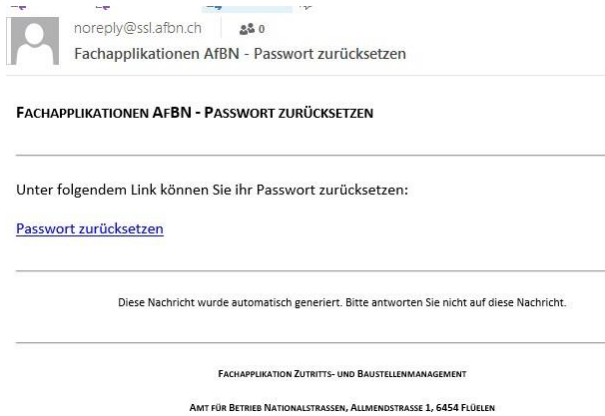 noreply@ssl.afbn.ch 0
Fachapplikationen AfBN - Passwort zurücksetzen
FACHAPPLIKATIONEN AFBN - PASSWORT ZURÜCKSETZEN
Unter folgendem Link können Sie ihr Passwort zurücksetzen:
Passwort zurücksetzen
Diese Nachricht wurde automatisch generiert. Bitte antworten Sie nicht auf diese Nachricht.
FACHAPPLIKATION ZUTRITTS- UND BAUSTELLENMANAGEMENT
AMT FÜR BETRIEB NATIONALSTRASSEN, ALLMENDSTRASSE 1, 6454 FLÜELEN